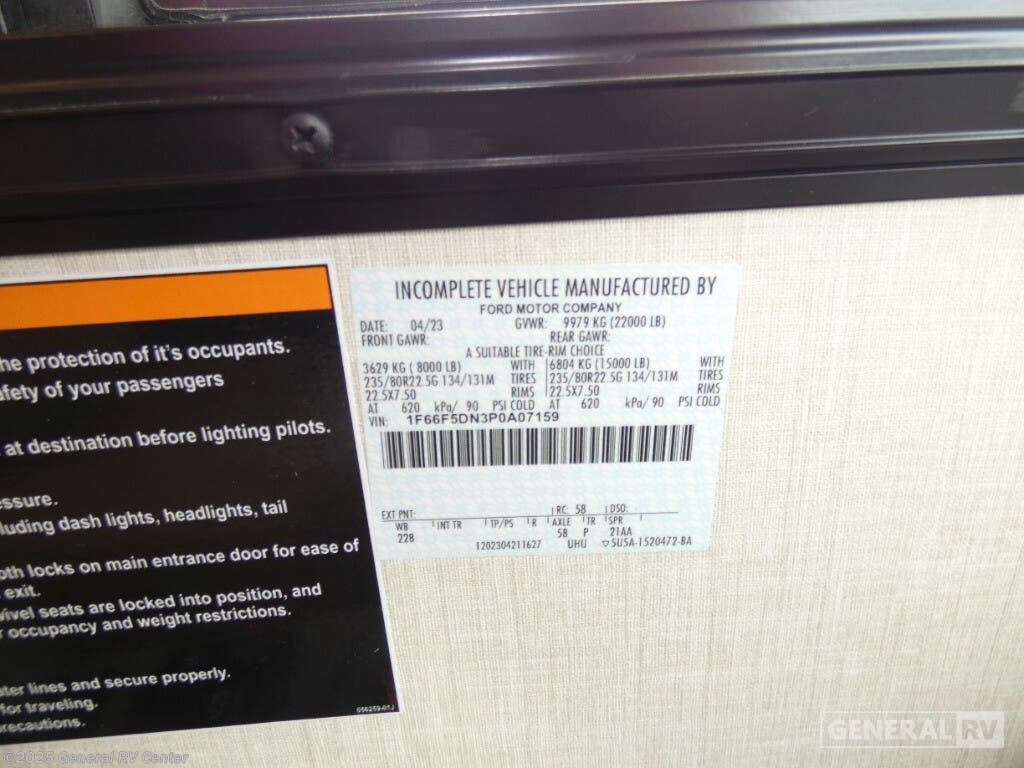 he protection of it's occupants.
afety of your passengers
at destination before lighting pilots.
essure.
luding dash lights, headlights, tail
oth locks on main entrance door for ease of
exit.
wivel seats are locked into position, and
r occupancy and weight restrictions.
ater lines and secure properly.
for traveling.
recautions.
056259-01J
INCOMPLETE VEHICLE MANUFACTURED BY
FORD MOTOR COMPANY
DATE: 04/23 GVWR: 9979 KG (22000 LB)
FRONT GAWR: REAR GAWR:
A SUITABLE TIRE-RIM CHOICE
3629 KG ( 8000 LB) WITH 6804 KG (15000 LB) WITH
235/80R22.5G 134/131M TIRES 235/80R22.5G 134/131M TIRES
22.5X7.50 RIMS 22.5X7.50 RIMS
AT 620 kPa/ 90 PSI COLD AT 620 kPa/ 90 PSI COLD
VIN: 1F66F5DN3P0A07159
EXT PNT: RC: 58 DSO:
WB INT TR TP/PS R AXLE TR SPR
228 58 P 21AA
1202304211627 UHU ▽ 5U5A-1520472-BA
©2025 General RV Center
GENERAL RV